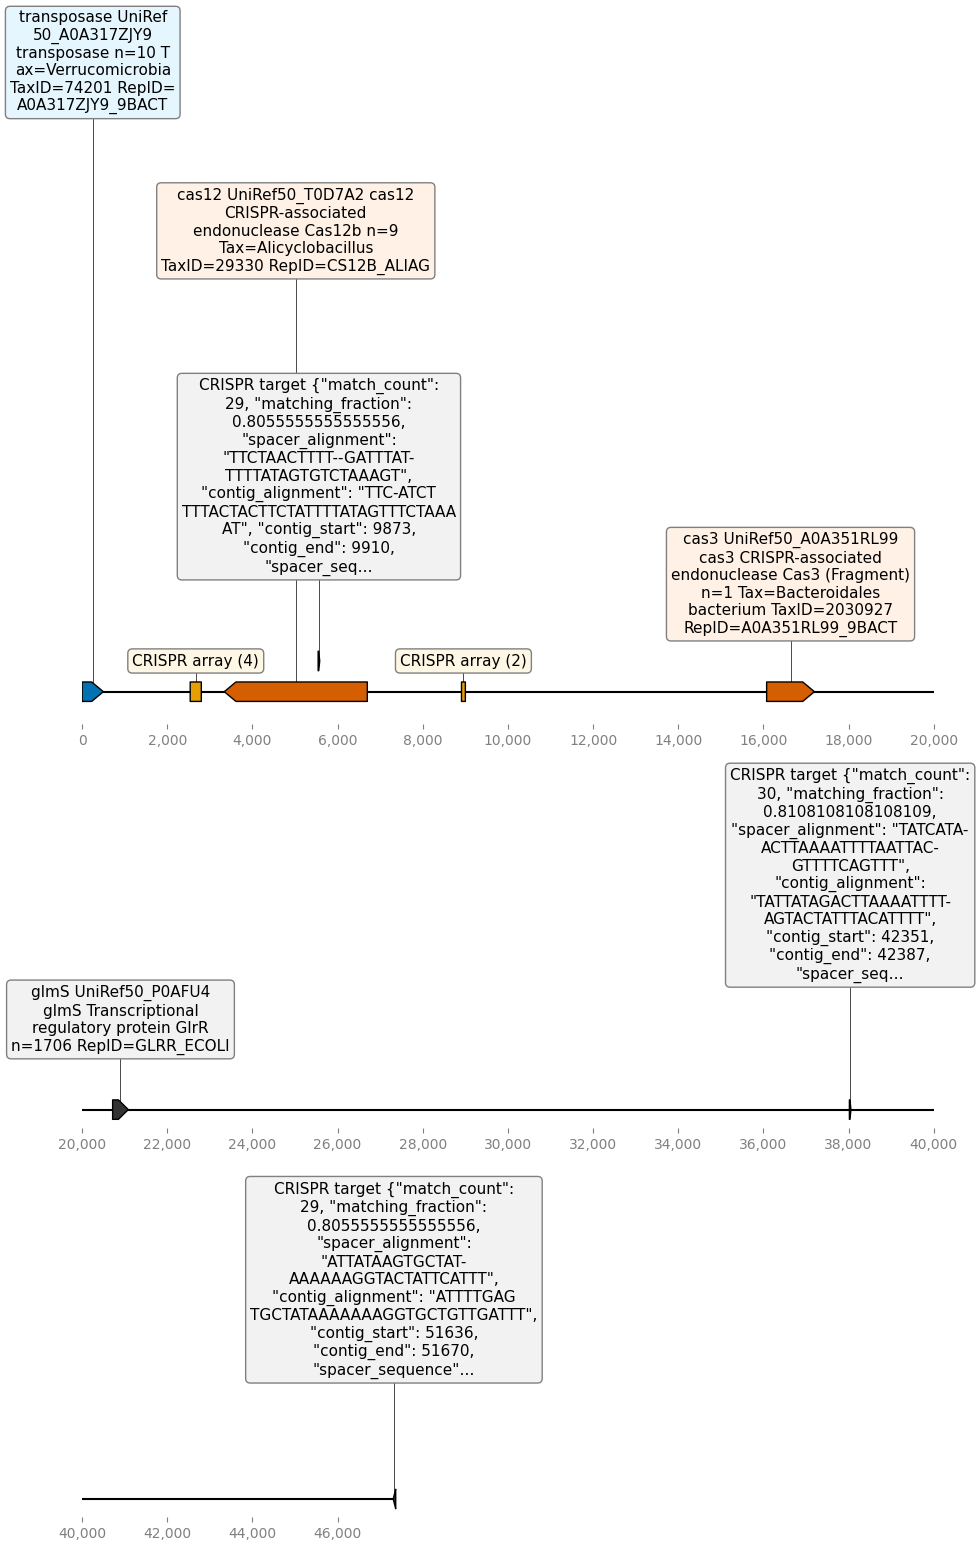 transposase UniRef
50_A0A317ZJY9
transposase n=10 T
ax=Verrucomicrobia
TaxID=74201 RepID=
A0A317ZJY9_9BACT
cas12 UniRef50_T0D7A2 cas12
CRISPR-associated
endonuclease Cas12b n=9
Tax=Alicyclobacillus
TaxID=29330 RepID=CS12B_ALIAG
CRISPR target {"match_count":
29, "matching_fraction":
0.8055555555555556,
"spacer_alignment":
"TTCTAACTTTT--GATTTAT-
TTTTATAGTGTCTAAAGT",
"contig_alignment": "TTC-ATCT
TTTACTACTTCTATTTTATAGTTTCTAAA
AT", "contig_start": 9873,
"contig_end": 9910,
"spacer_seq...
cas3 UniRef50_A0A351RL99
cas3 CRISPR-associated
endonuclease Cas3 (Fragment)
n=1 Tax=Bacteroidales
bacterium TaxID=2030927
RepID=A0A351RL99_9BACT
CRISPR array (4)
CRISPR array (2)
0 2,000 4,000 6,000 8,000 10,000 12,000 14,000 16,000 18,000 20,000
CRISPR target {"match_count":
30, "matching_fraction":
0.8108108108108109,
"spacer_alignment": "TATCATA-
ACTTAAAATTTTAATTAC-
GTTTTCAGTTT",
"contig_alignment":
"TATTATAGACTTAAAATTTT-
AGTACTATTTACATTTT",
"contig_start": 42351,
"contig_end": 42387,
"spacer_seq...
glmS UniRef50_P0AFU4
glmS Transcriptional
regulatory protein GlrR
n=1706 RepID=GLRR_ECOLI
20,000 22,000 24,000 26,000 28,000 30,000 32,000 34,000 36,000 38,000 40,000
CRISPR target {"match_count":
29, "matching_fraction":
0.8055555555555556,
"spacer_alignment":
"ATTATAAGTGCTAT-
AAAAAAGGTACTATTCATTT",
"contig_alignment": "ATTTTGAG
TGCTATAAAAAAAGGTGCTGTTGATTT",
"contig_start": 51636,
"contig_end": 51670,
"spacer_sequence"...
40,000 42,000 44,000 46,000